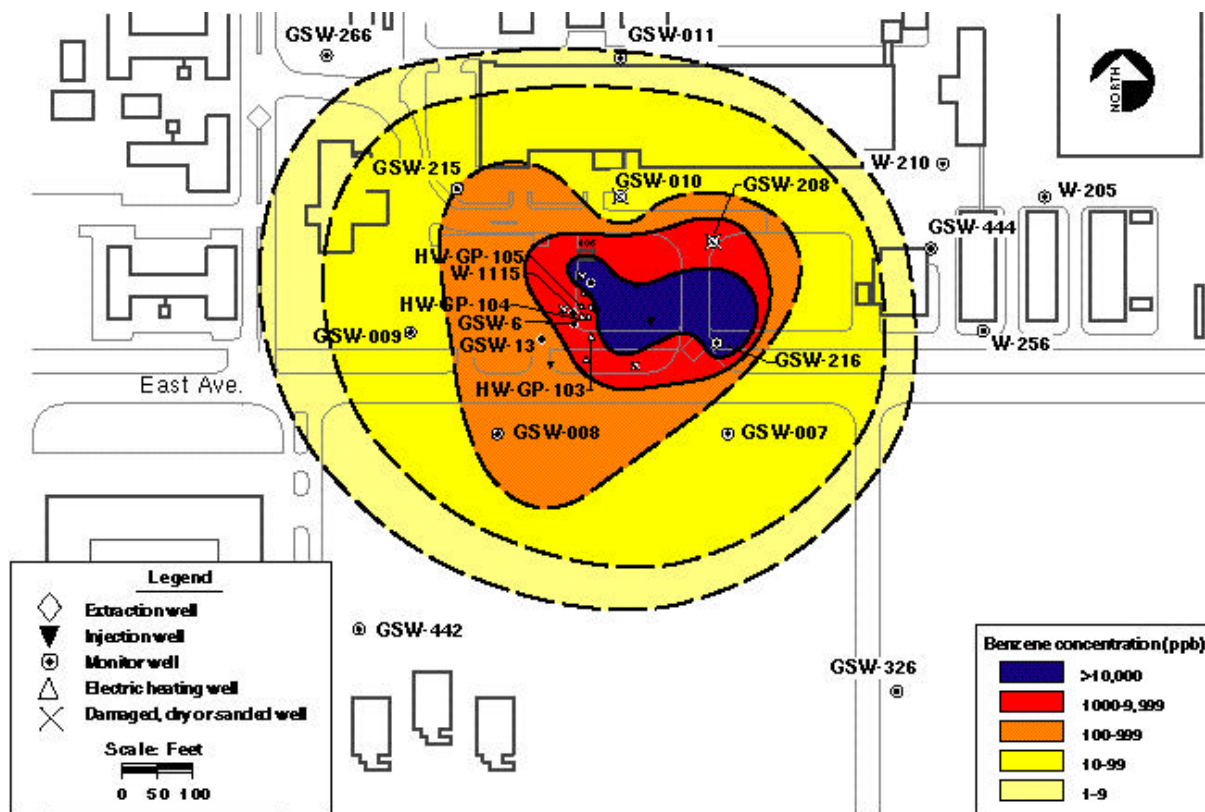 GSW-266
GSW-011
NORTH
W-210
GSW-215
GSW-010
GSW-208
W-205
GSW-444
HW-GP-105
W-1115
HW-GP-104
GSW-6
GSW-009
GSW-13
W-256
GSW-216
East Ave.
HW-GP-103
GSW-008
GSW-007
Legend
Extraction well
Injection well
Monitor well
Electric heating well
Damaged, dry or sanded well
Scale: Feet
0 50 100
GSW-442
GSW-326
Benzene concentration (ppb)
>10,000
1000-9,999
100-999
10-99
1-9